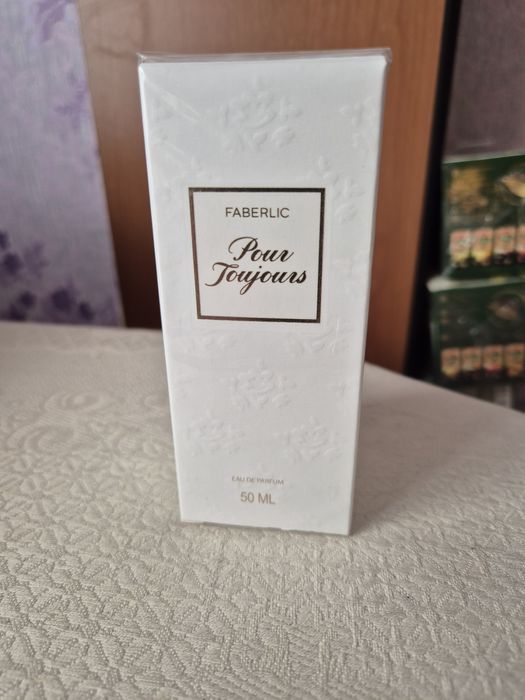 FABERLIC
Pour
Toujours
EAU DE PARFUM
50 ML